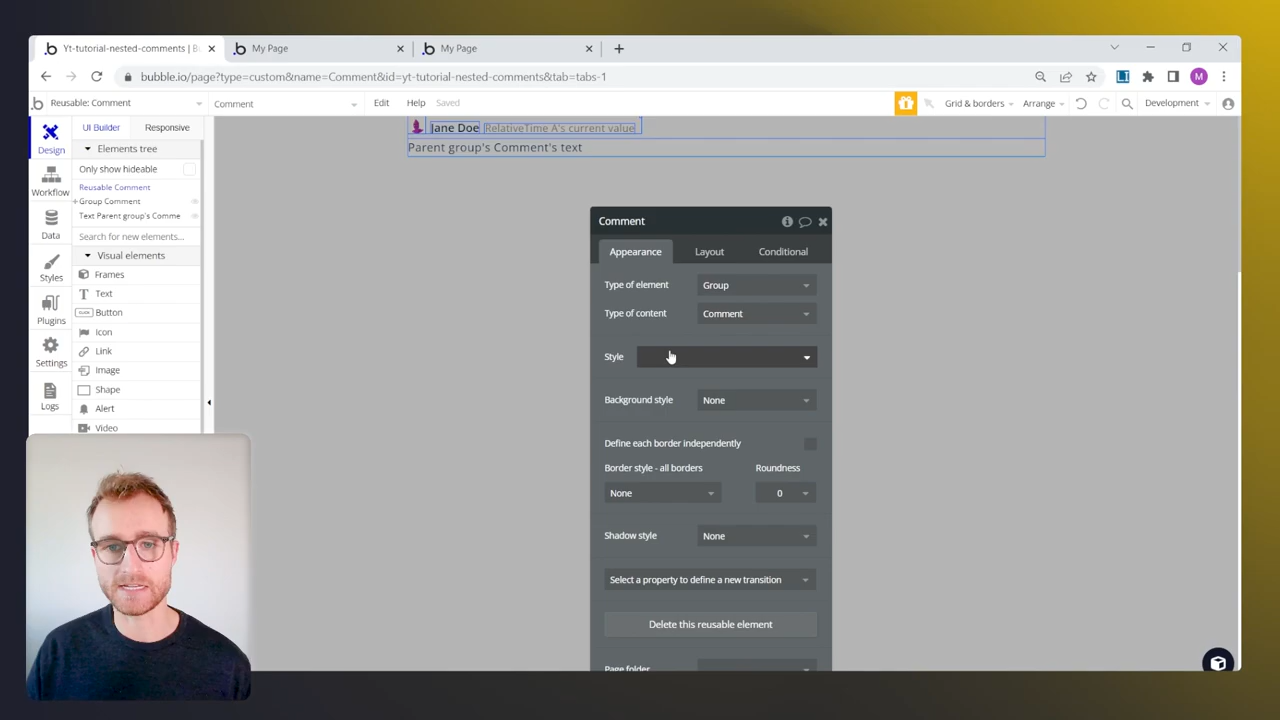 Yt-tutorial-nested-comments | Bu
My Page
My Page
bubble.io/page?type=custom&name=Comment&id=yt-tutorial-nested-comments&tab=tabs-1
M
Reusable: Comment
Comment
Edit
Help
Saved
Grid & borders
Arrange
Development
Design
Workflow
Data
Styles
Plugins
Settings
Logs
UI Builder
Responsive
Elements tree
Only show hideable
Reusable Comment
Group Comment
Text Parent group's Comme
Search for new elements...
Visual elements
Frames
Text
CLICK Button
Icon
Link
Image
Shape
Alert
Video
Jane Doe RelativeTime A's current value
Parent group's Comment's text
Comment
Appearance
Layout
Conditional
Type of element
Group
Type of content
Comment
Style
Background style
None
Define each border independently
Border style - all borders
Roundness
None
0
Shadow style
None
Select a property to define a new transition
Delete this reusable element
Page folder